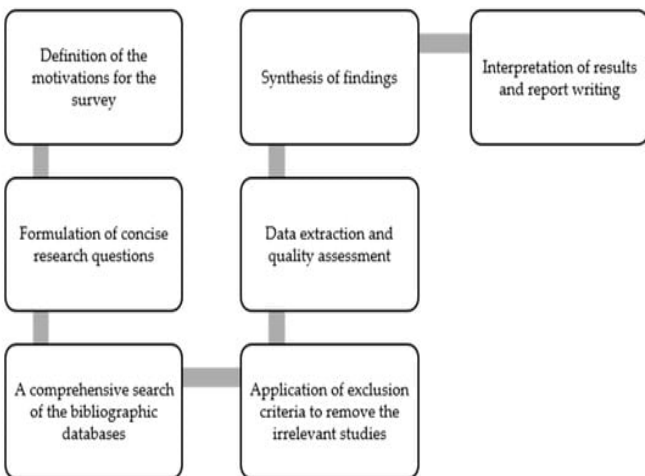 Definition of the
motivations for the
survey
Formulation of concise
research questions
A comprehensive search
of the bibliographic
databases
Application of exclusion
criteria to remove the
irrelevant studies
Data extraction and
quality assessment
Synthesis of findings
Interpretation of results
and report writing